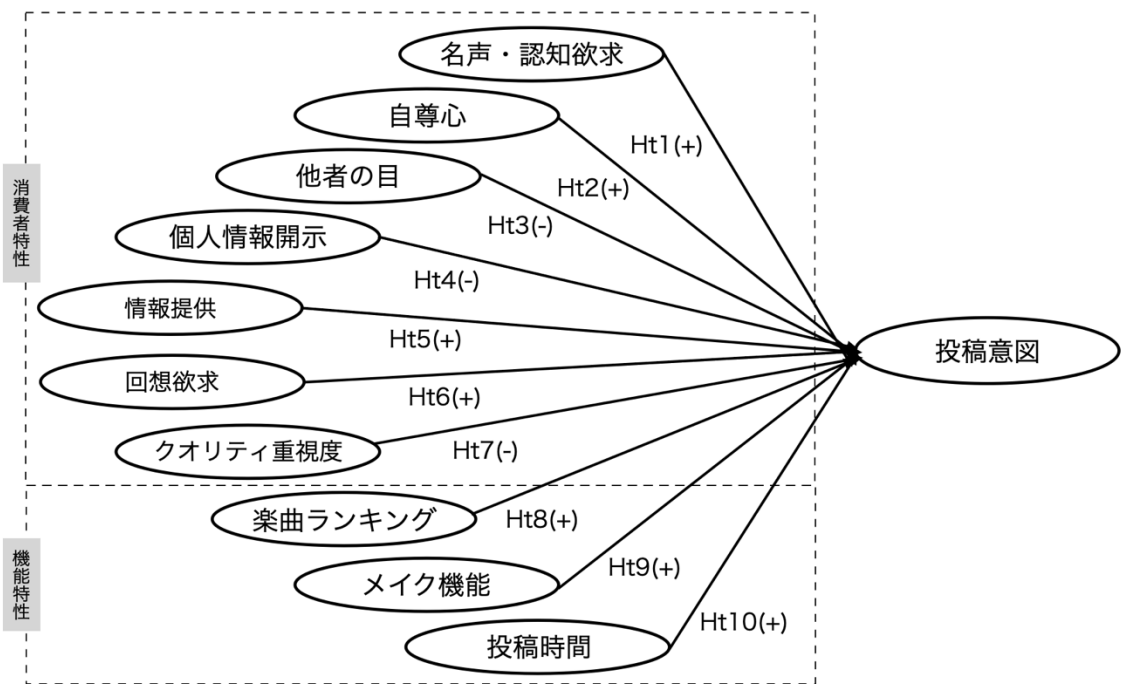 名声・認知欲求
Ht1(+)
自尊心
Ht2(+)
他者の目
Ht3(-)
個人情報開示
Ht4(-)
情報提供
Ht5(+)
回想欲求
Ht6(+)
クオリティ重視度
Ht7(-)
楽曲ランキング
Ht8(+)
メイク機能
Ht9(+)
投稿時間
Ht10(+)
投稿意図
消費者特性
機能特性